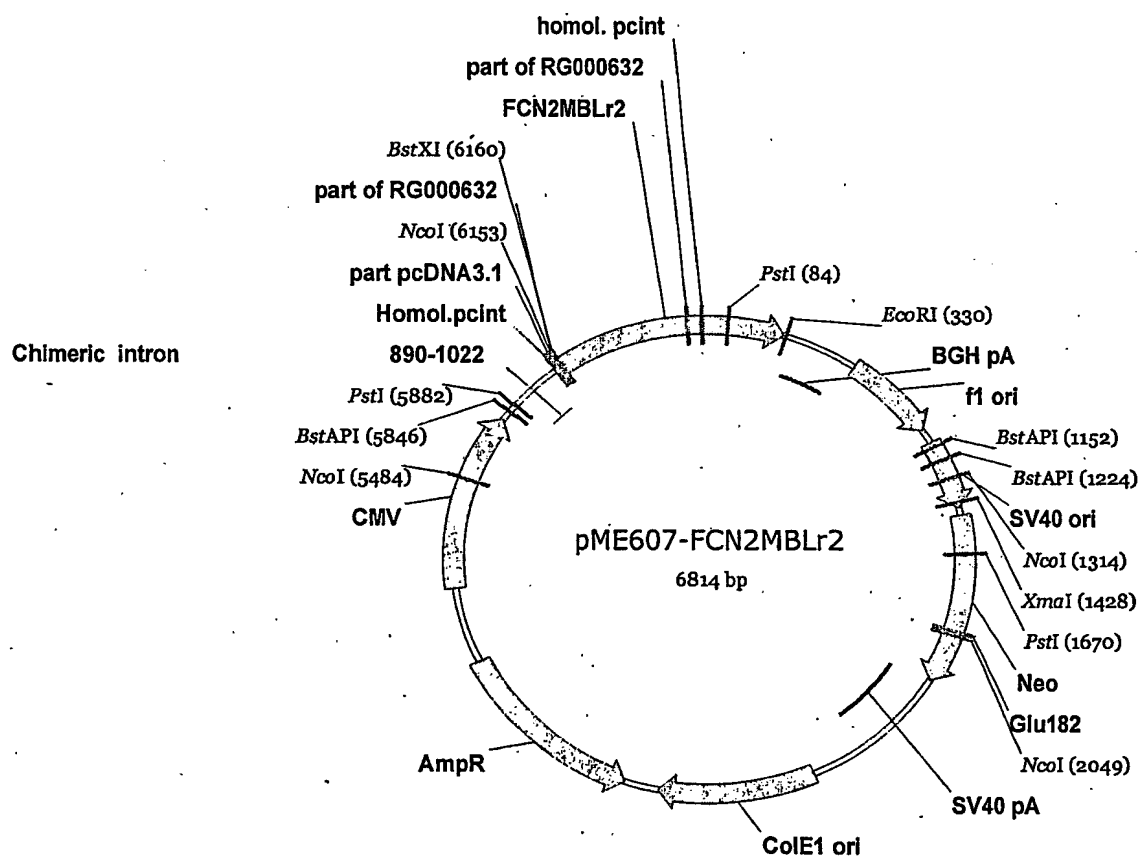 homol. pcint
part of RG000632
FCN2MBLr2
BstXI (6160)
part of RG000632
NcoI (6153)
part pcDNA3.1
Homol.pcint
Chimeric intron
890-1022
PstI (5882)
BstAPI (5846)
NcoI (5484)
CMV
PstI (84)
EcoRI (330)
BGH pA
f1 ori
BstAPI (1152)
BstAPI (1224)
SV40 ori
NcoI (1314)
XmaI (1428)
PstI (1670)
Neo
Glu182
NcoI (2049)
SV40 pA
ColE1 ori
AmpR
pME607-FCN2MBLr2
6814 bp